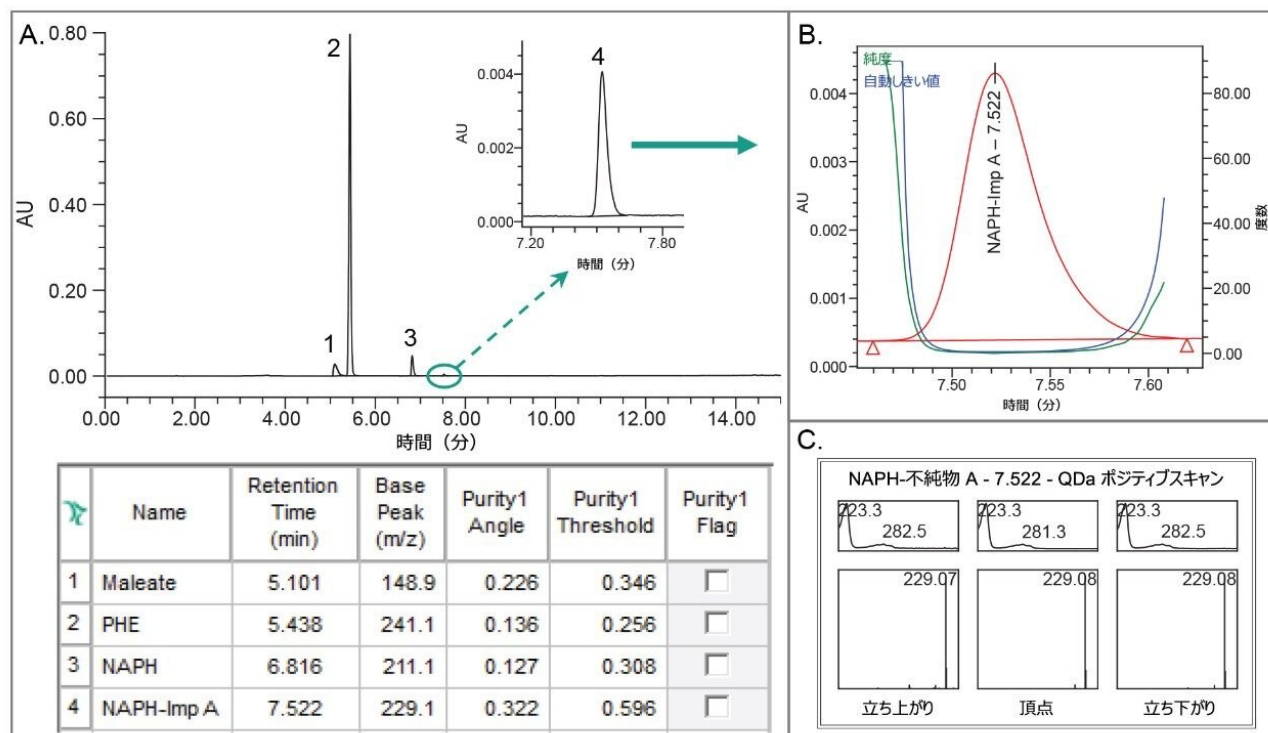 A.
0.80
0.60
0.40
0.20
0.00
AU
2
1
3
0.00 2.00 4.00 6.00 8.00 10.00 12.00 14.00
時間（分）
4
0.004
0.002
0.000
AU
7.20 7.80
時間（分）
Name Retention Time (min) Base Peak (m/z) Purity1 Angle Purity1 Threshold Purity1 Flag
1 Maleate 5.101 148.9 0.226 0.346
2 PHE 5.438 241.1 0.136 0.256
3 NAPH 6.816 211.1 0.127 0.308
4 NAPH-Imp A 7.522 229.1 0.322 0.596
B.
純度
自動しきい値
NAPH-Imp A – 7.522
0.004
0.003
0.002
0.001
0.000
AU
80.00
60.00
40.00
20.00
0.00
度数
7.50 7.55 7.60
時間（分）
C.
NAPH-不純物 A - 7.522 - QDa ポジティブスキャン
223.3 223.3 223.3
282.5 281.3 282.5
229.07 229.08 229.08
立ち上がり 頂点 立ち下がり